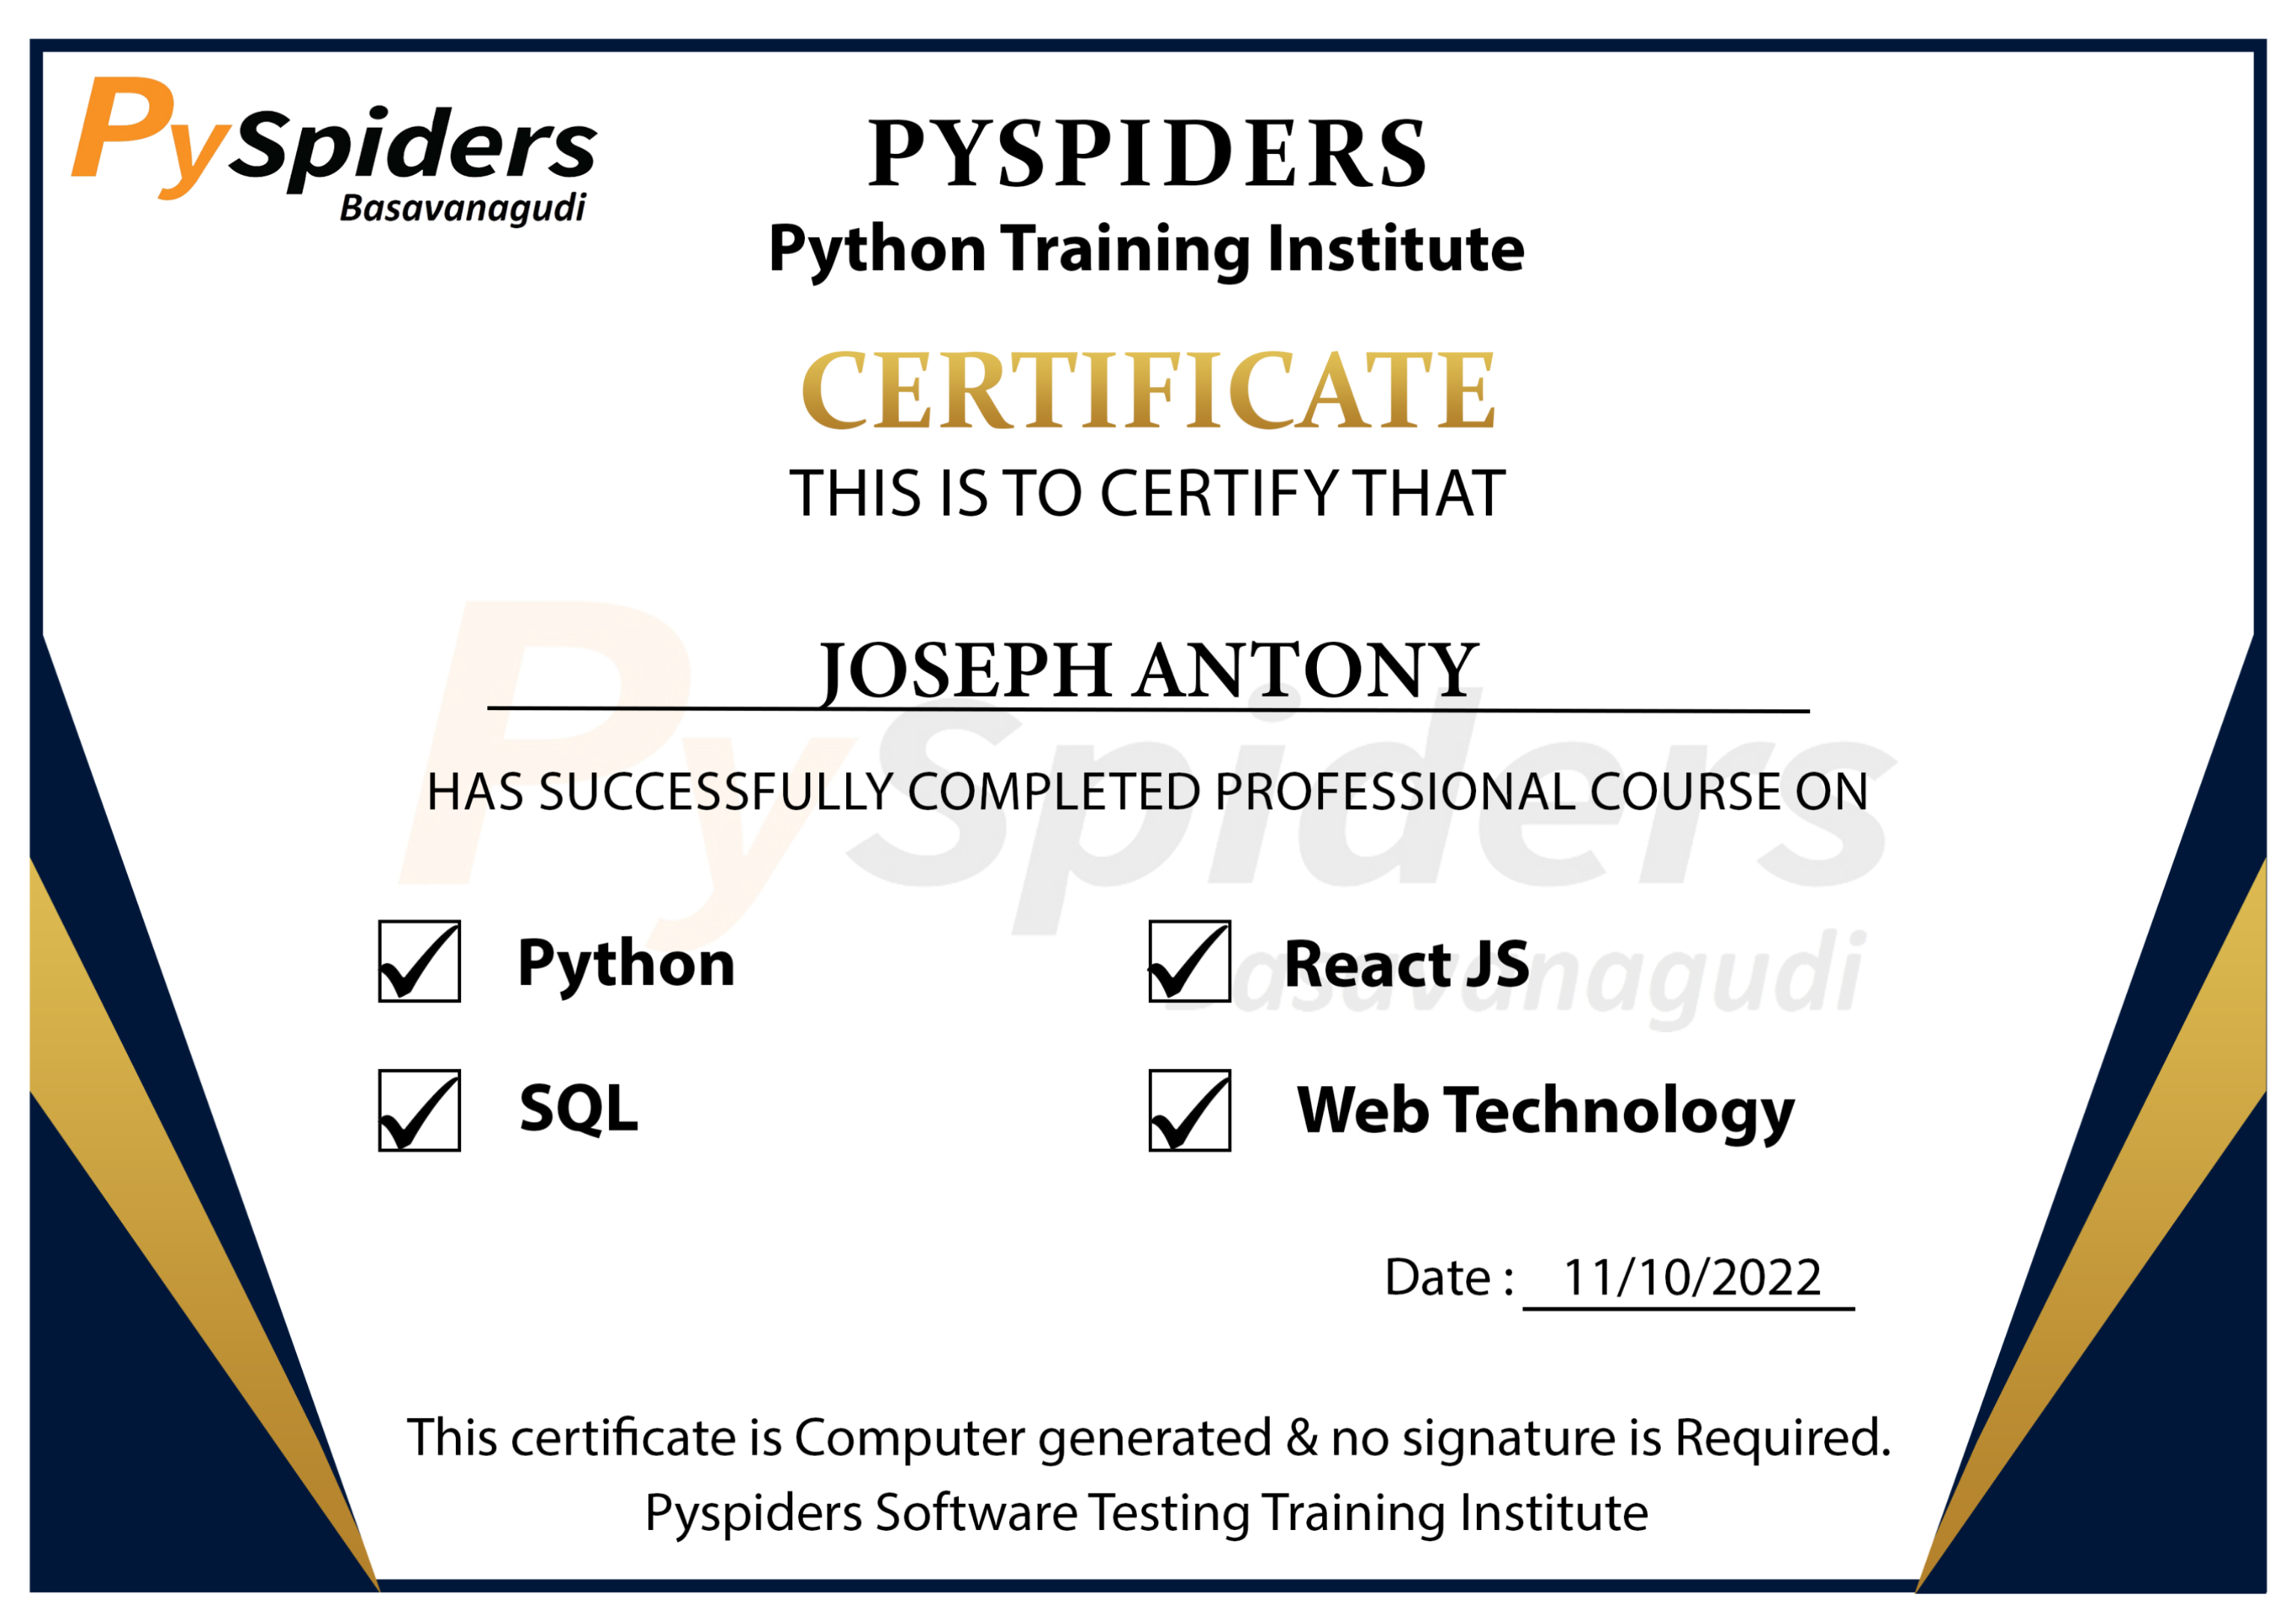 PySpiders
Basavanagudi
PYSPIDERS
Python Training Institute
CERTIFICATE
THIS IS TO CERTIFY THAT
JOSEPH ANTONY
HAS SUCCESSFULLY COMPLETED PROFESSIONAL COURSE ON
PySpiders
Basavanagudi
Python
React JS
SQL
Web Technology
Date : 11/10/2022
This certificate is Computer generated & no signature is Required.
Pyspiders Software Testing Training Institute